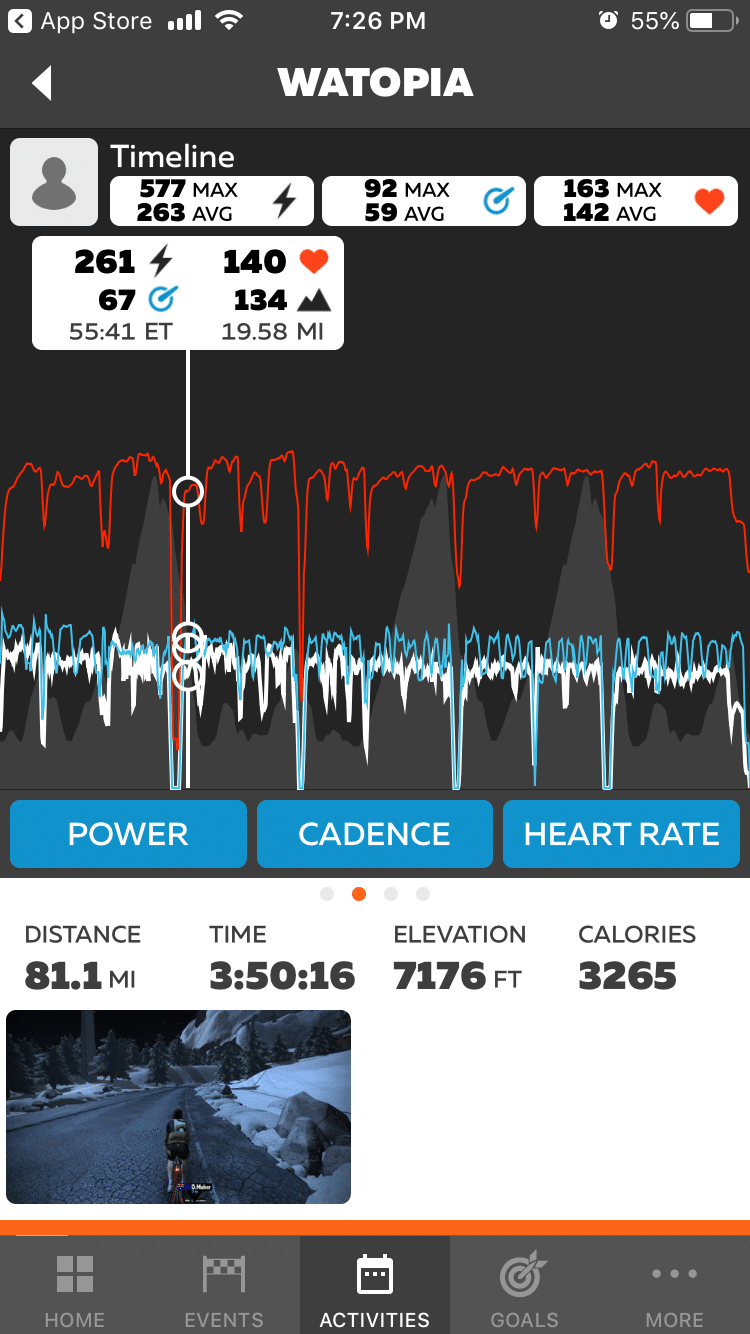 App Store 7:26 PM 55%
WATOPIA
Timeline
577 MAX 92 MAX 163 MAX
263 AVG 59 AVG 142 AVG
261 140
67 134
55:41 ET 19.58 MI
POWER CADENCE HEART RATE
DISTANCE TIME ELEVATION CALORIES
81.1 MI 3:50:16 7176 FT 3265
D.Maher
HOME EVENTS ACTIVITIES GOALS MORE